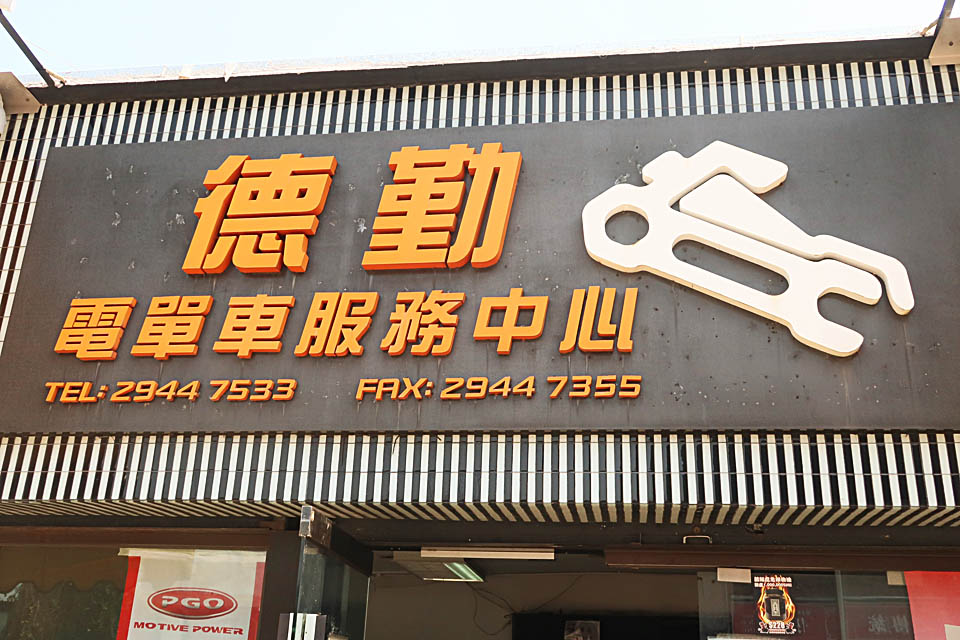 德勤
電單車服務中心
TEL: 2944 7533 FAX: 2944 7355
PGO
MOTIVE POWER